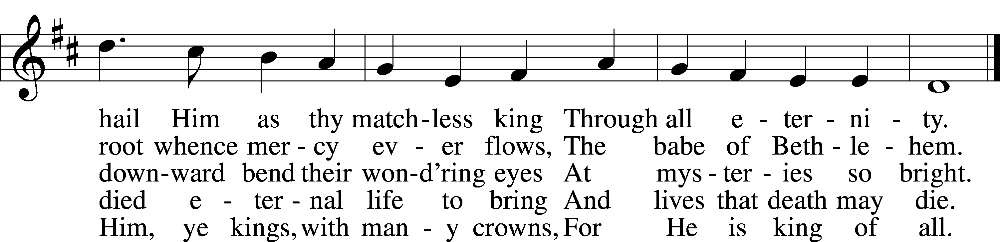 hail Him as thy match-less king Through all e - ter - ni - ty.
root whence mer - cy ev - er flows, The babe of Beth - le - hem.
down-ward bend their won-d'ring eyes At mys - ter - ies so bright.
died e - ter - nal life to bring And lives that death may die.
Him, ye kings, with man - y crowns, For He is king of all.